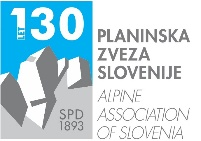 LET 130
PLANINSKA
ZVEZA
SLOVENIJE
ALPINE
ASSOCIATION
OF SLOVENIA
SPD
1893